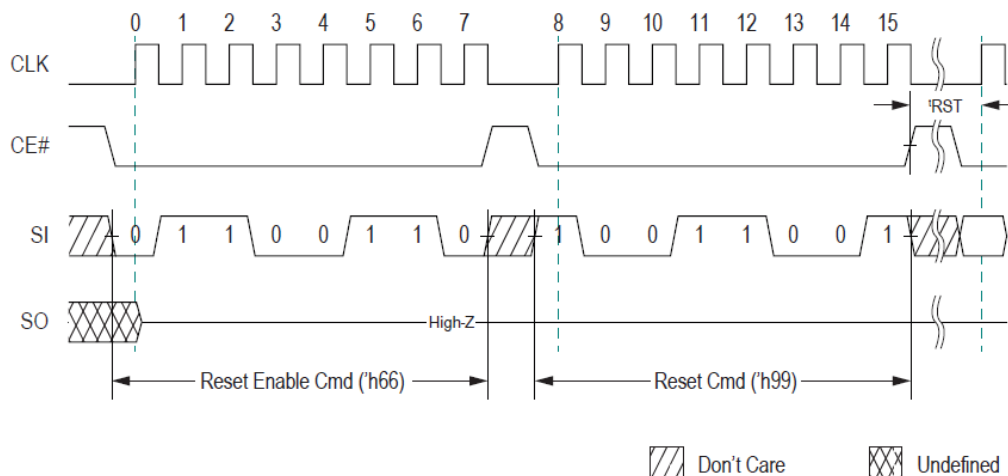 0 1 2 3 4 5 6 7 8 9 10 11 12 13 14 15
CLK
tRST
CE#
SI 0 1 1 0 0 1 1 0 1 0 0 1 1 0 0 1
SO
High-Z
Reset Enable Cmd ('h66) Reset Cmd ('h99)
Don't Care Undefined